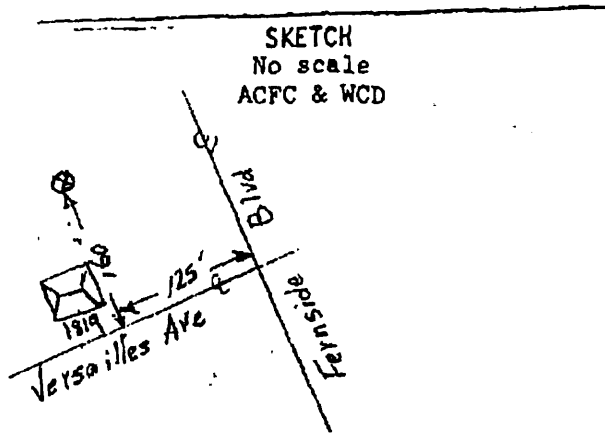 SKETCH
No scale
ACFC & WCD
Blvd
125'
1819
Versailles Ave
Fernside